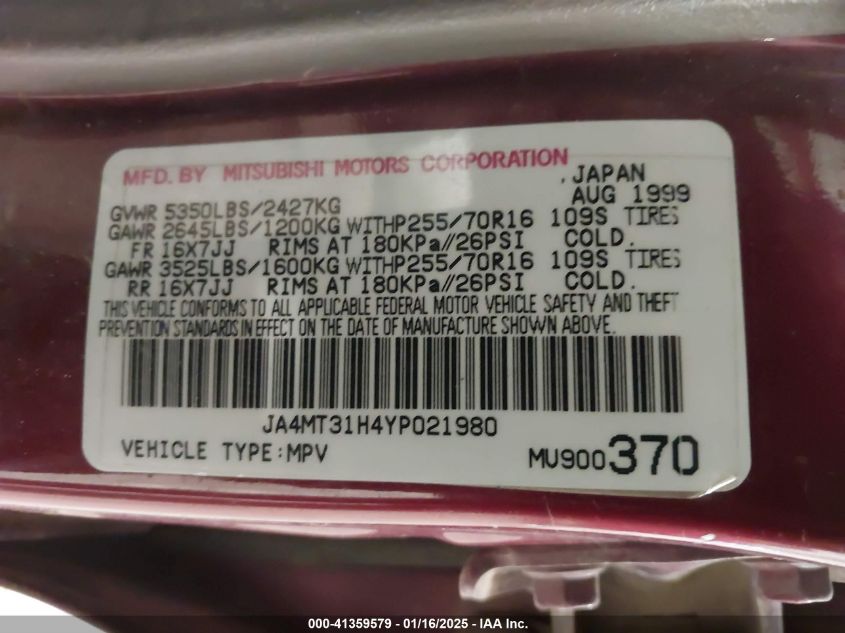 MFD. BY MITSUBISHI MOTORS CORPORATION
, JAPAN
AUG 1999
GVWR 5350LBS/2427KG
GAWR 2645LBS/1200KG WITHP255/70R16 109S TIRES
FR 16X7JJ RIMS AT 180KPa//26PSI COLD.
GAWR 3525LBS/1600KG WITHP255/70R16 109S TIRES
RR 16X7JJ RIMS AT 180KPa//26PSI COLD.
THIS VEHICLE CONFORMS TO ALL APPLICABLE FEDERAL MOTOR VEHICLE SAFETY AND THEFT
PREVENTION STANDARDS IN EFFECT ON THE DATE OF MANUFACTURE SHOWN ABOVE.
JA4MT31H4YP021980
VEHICLE TYPE:MPV MU900370
000-41359579 - 01/16/2025 - IAA Inc.